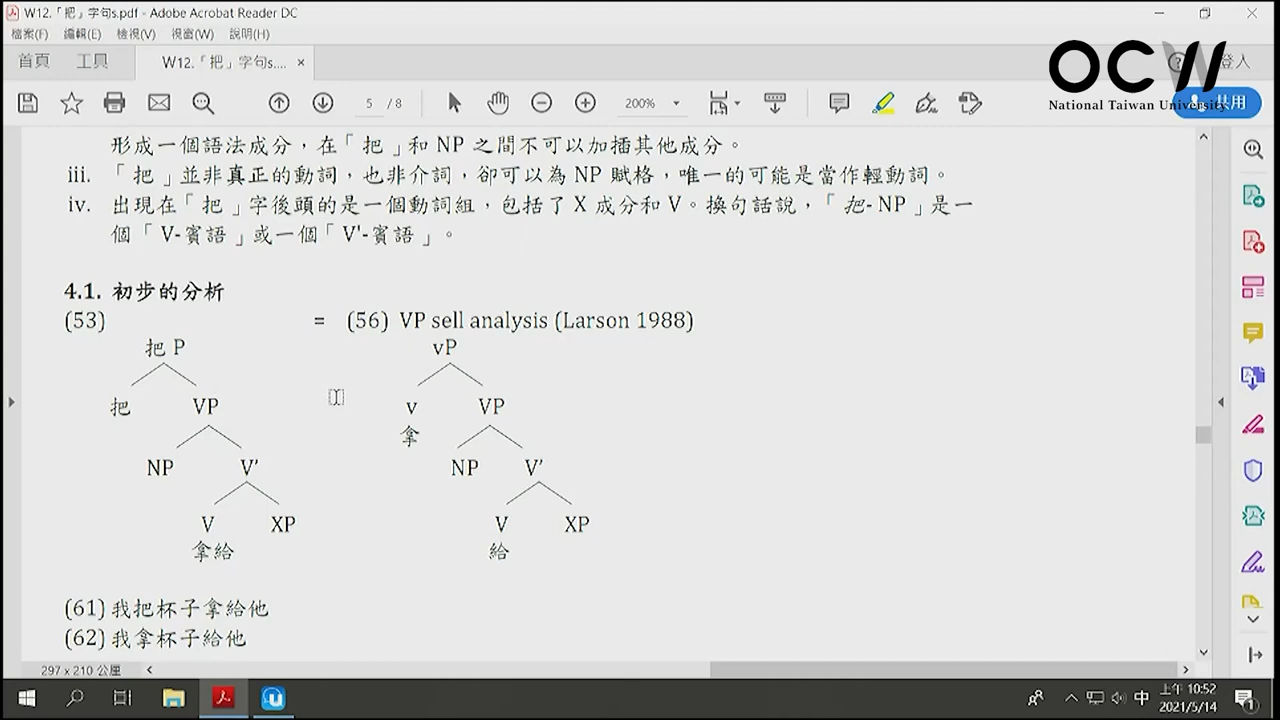 W12.「把」字句s.pdf - Adobe Acrobat Reader DC
檔案(F) 編輯(E) 檢視(V) 視窗(W) 說明(H)
首頁 工具 W12.「把」字句s.... × 登入
OCW
National Taiwan University
5 / 8 200% 共用
形成一個語法成分，在「把」和 NP 之間不可以加插其他成分。
iii. 「把」並非真正的動詞，也非介詞，卻可以為 NP 賦格，唯一的可能是當作輕動詞。
iv. 出現在「把」字後頭的是一個動詞組，包括了 X 成分和 V。換句話說，「把- NP」是一
個「V-賓語」或一個「V'-賓語」。
4.1. 初步的分析
(53) = (56) VP sell analysis (Larson 1988)
把 P vP
把 VP v VP
拿
NP V’ NP V’
V XP V XP
拿給 給
(61) 我把杯子拿給他
(62) 我拿杯子給他
297 x 210 公厘
中 上午 10:52
2021/5/14
1